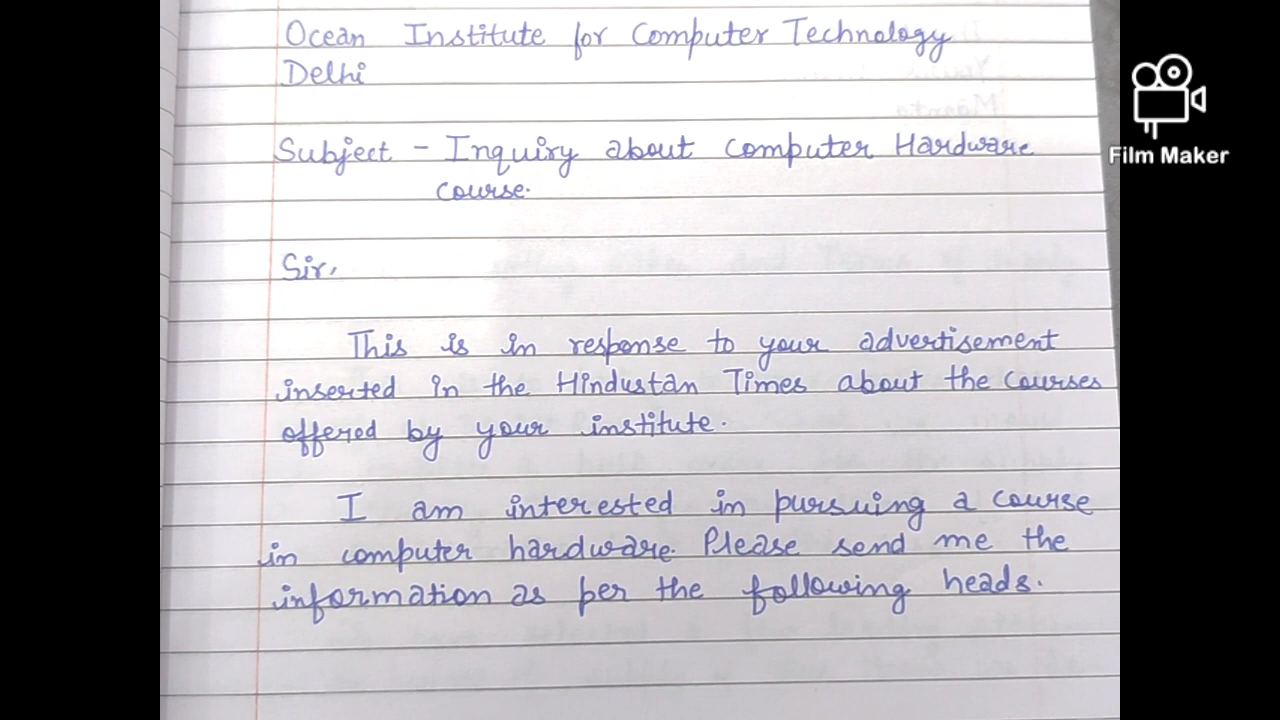 Ocean Institute for Computer Technology
Delhi
Subject - Inquiry about Computer Hardware
course.
Sir,
This is in response to your advertisement
inserted in the Hindustan Times about the courses
offered by your institute.
I am interested in pursuing a course
in computer hardware. Please send me the
information as per the following heads.
Film Maker